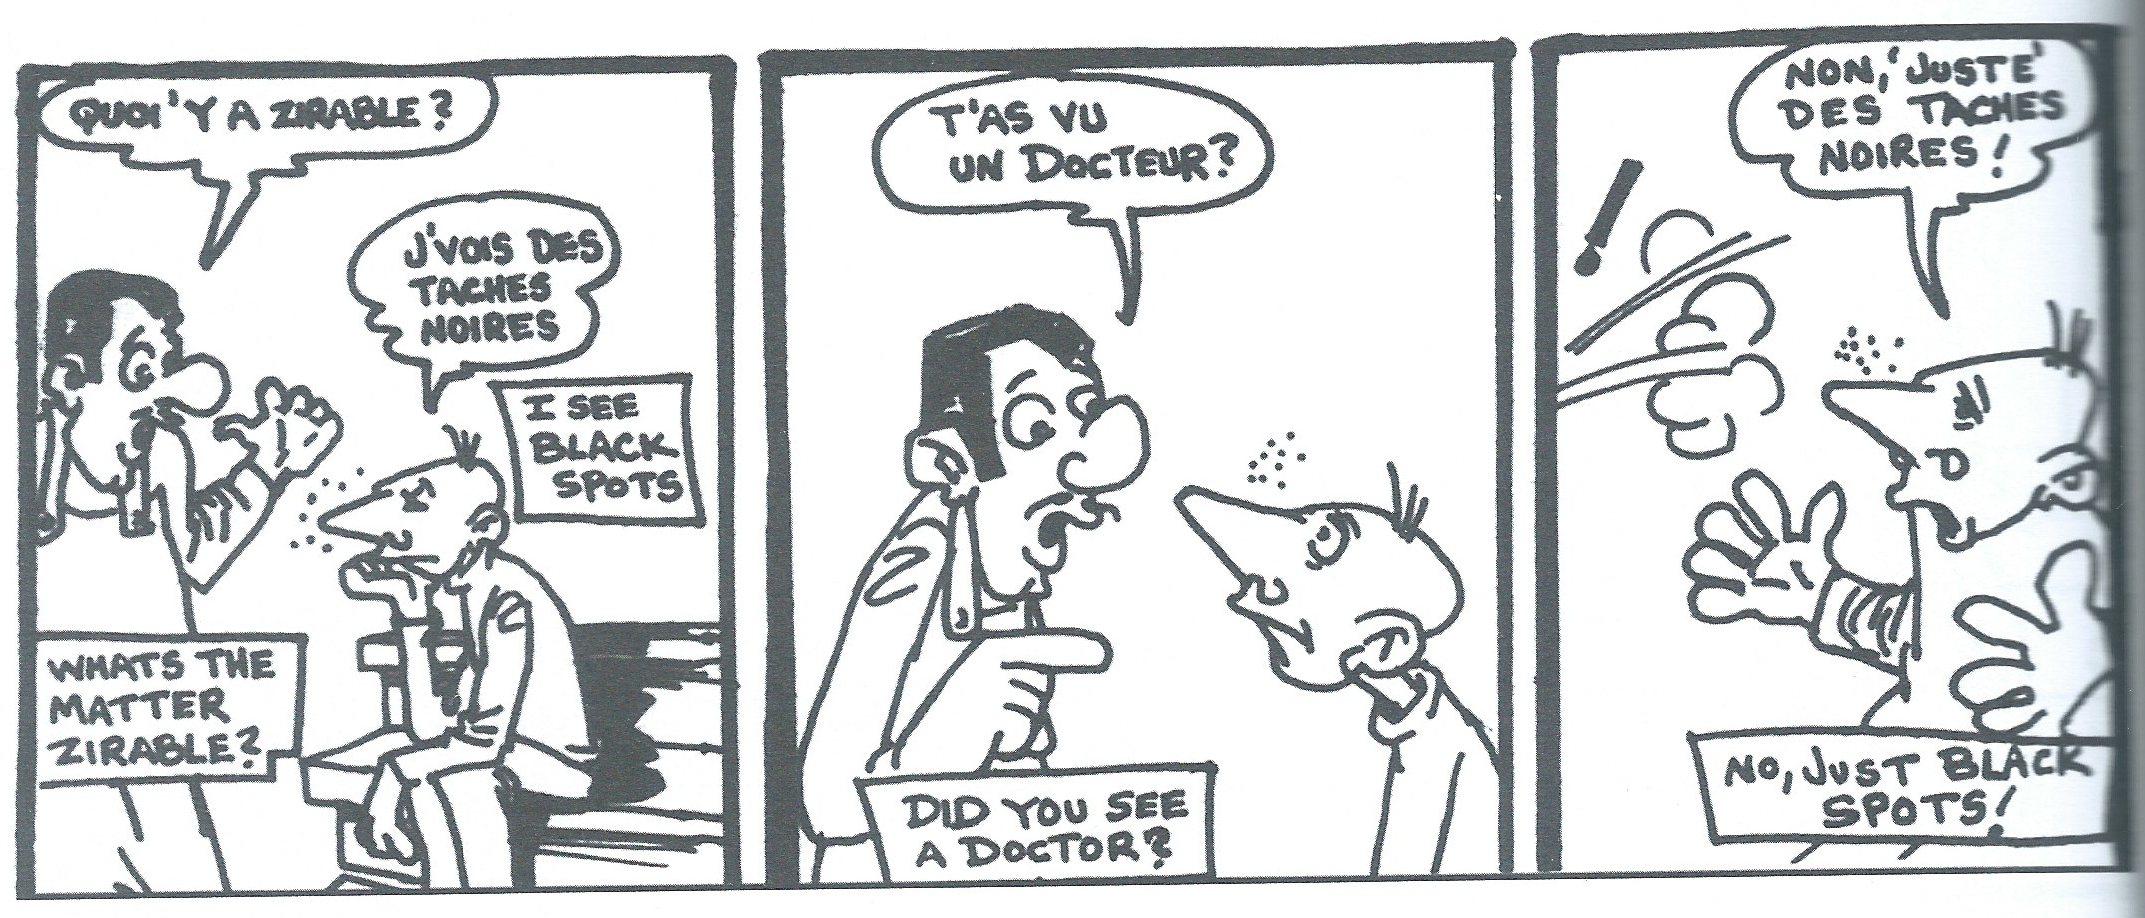 QUOI' Y A ZIRABLE?
J'VOIS DES
TACHES
NOIRES
I SEE
BLACK
SPOTS
WHATS THE
MATTER
ZIRABLE?
T'AS VU
UN DOCTEUR?
DID YOU SEE
A DOCTOR?
NON, 'JUSTE'
DES TACHES
NOIRES!
NO, JUST BLACK
SPOTS!